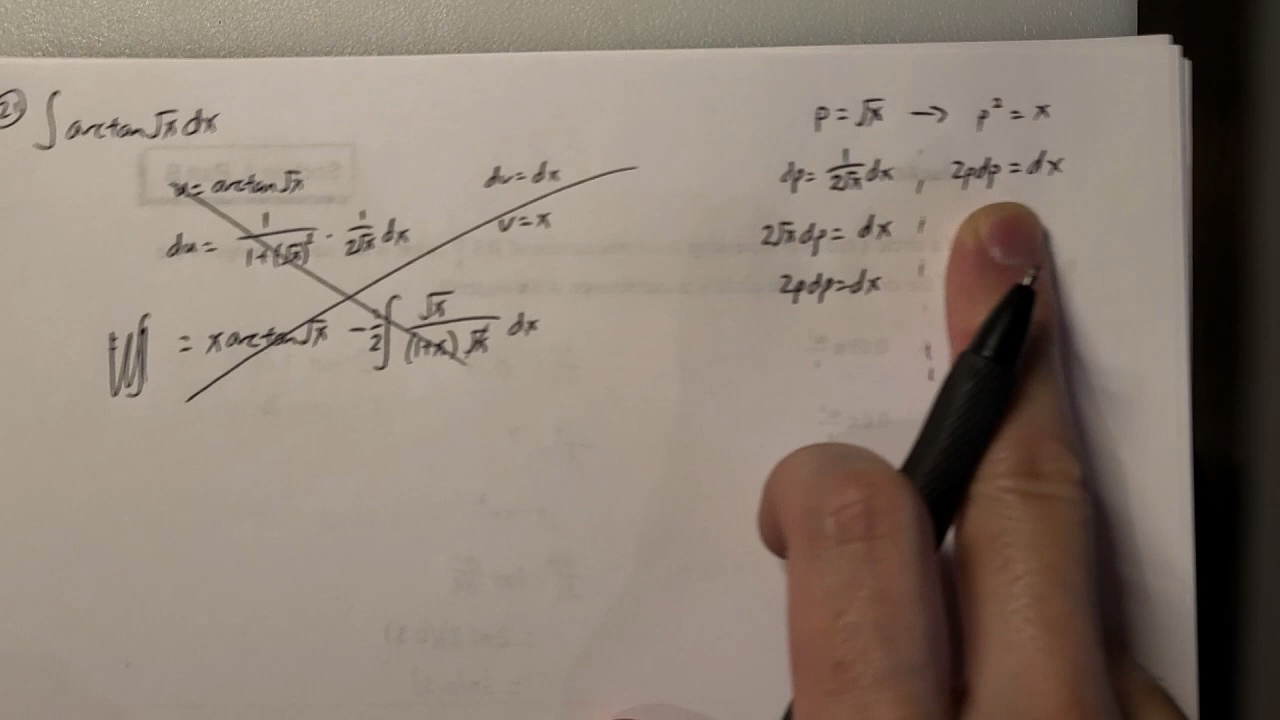 2) ∫ arctan√x dx
u = arctan√x    dv = dx
du = 1/(1+(√x)²) · 1/(2√x) dx    v = x
= x arctan√x - 1/2 ∫ √x/((1+x)√x) dx
p = √x → p² = x
dp = 1/(2√x) dx , 2pdp = dx
2√x dp = dx
2pdp = dx